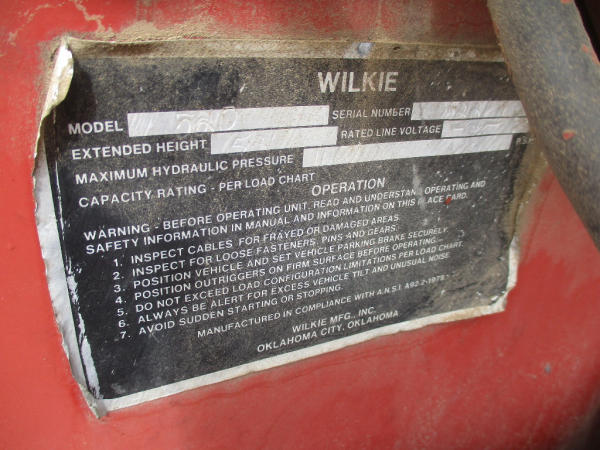 WILKIE
MODEL
SERIAL NUMBER
EXTENDED HEIGHT
RATED LINE VOLTAGE
MAXIMUM HYDRAULIC PRESSURE
CAPACITY RATING - PER LOAD CHART
OPERATION
WARNING - BEFORE OPERATING UNIT, READ AND UNDERSTAND OPERATING AND
SAFETY INFORMATION IN MANUAL AND INFORMATION ON THIS PLACE CARD.
1. INSPECT CABLES FOR FRAYED OR DAMAGED AREAS.
2. INSPECT FOR LOOSE FASTENERS, PINS AND GEARS.
3. POSITION VEHICLE AND SET VEHICLE PARKING BRAKE SECURELY.
4. POSITION OUTRIGGERS ON FIRM SURFACE BEFORE OPERATING.
5. DO NOT EXCEED LOAD CONFIGURATION LIMITATIONS PER LOAD CHART.
6. ALWAYS BE ALERT FOR EXCESS VEHICLE TILT AND UNUSUAL NOISE.
7. AVOID SUDDEN STARTING OR STOPPING.
MANUFACTURED IN COMPLIANCE WITH A.N.S.I. A92.2-1979
WILKIE MFG., INC.
OKLAHOMA CITY, OKLAHOMA